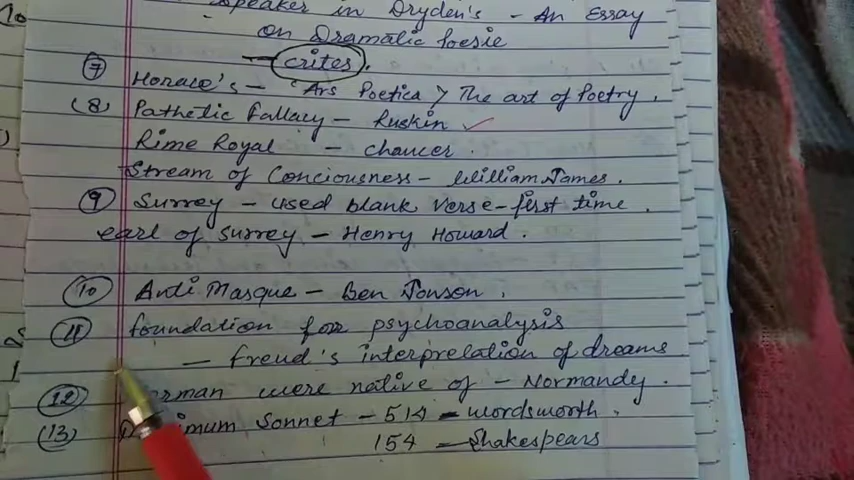 Speaker in Dryden's - An Essay
on Dramatic poesie
— crites.
7 Horace's - 'Ars Poetica > The art of Poetry.
(8) Pathetic fallacy - Ruskin ✓
Rime Royal - chaucer.
Stream of Conciousness - William James.
9 Surrey - used blank verse - first time.
earl of Surrey - Henry Howard.
10 Anti Masque - Ben Jonson.
11 foundation for psychoanalysis
— freud's interpretation of dreams
12 orman were native of - Normandy.
13 imum Sonnet - 514 - wordsworth.
154 - Shakespears